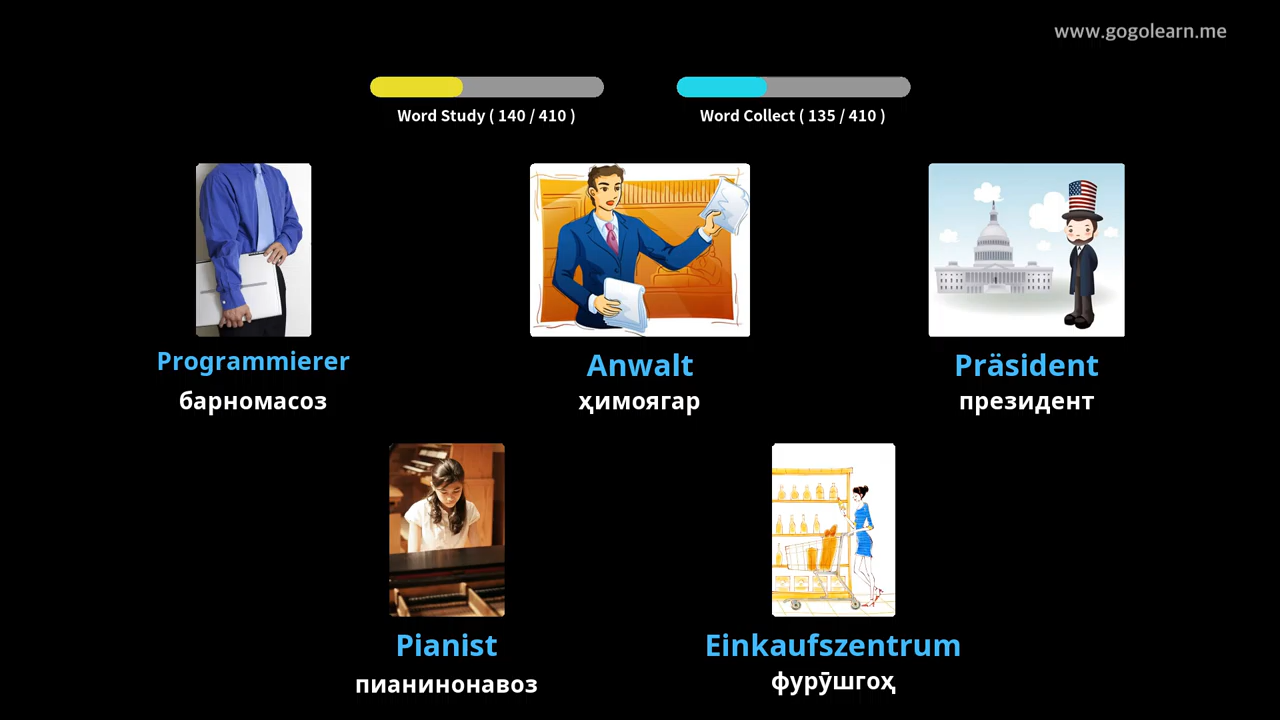 www.gogolearn.me
Word Study ( 140 / 410 )
Word Collect ( 135 / 410 )
Programmierer
барномасоз
Anwalt
ҳимоягар
Präsident
президент
Pianist
пианинонавоз
Einkaufszentrum
фурӯшгоҳ